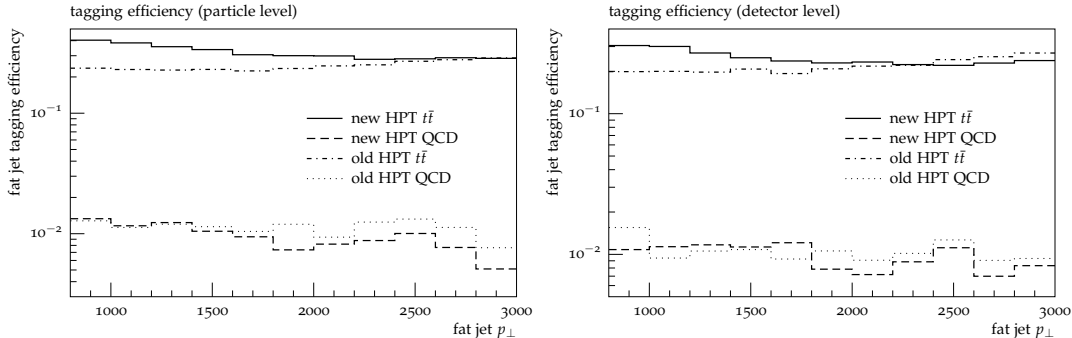 tagging efficiency (particle level)
fat jet tagging efficiency
10⁻¹
10⁻²
new HPT tt̄
new HPT QCD
old HPT tt̄
old HPT QCD
1000 1500 2000 2500 3000
fat jet p⊥
tagging efficiency (detector level)
fat jet tagging efficiency
10⁻¹
10⁻²
new HPT tt̄
new HPT QCD
old HPT tt̄
old HPT QCD
1000 1500 2000 2500 3000
fat jet p⊥